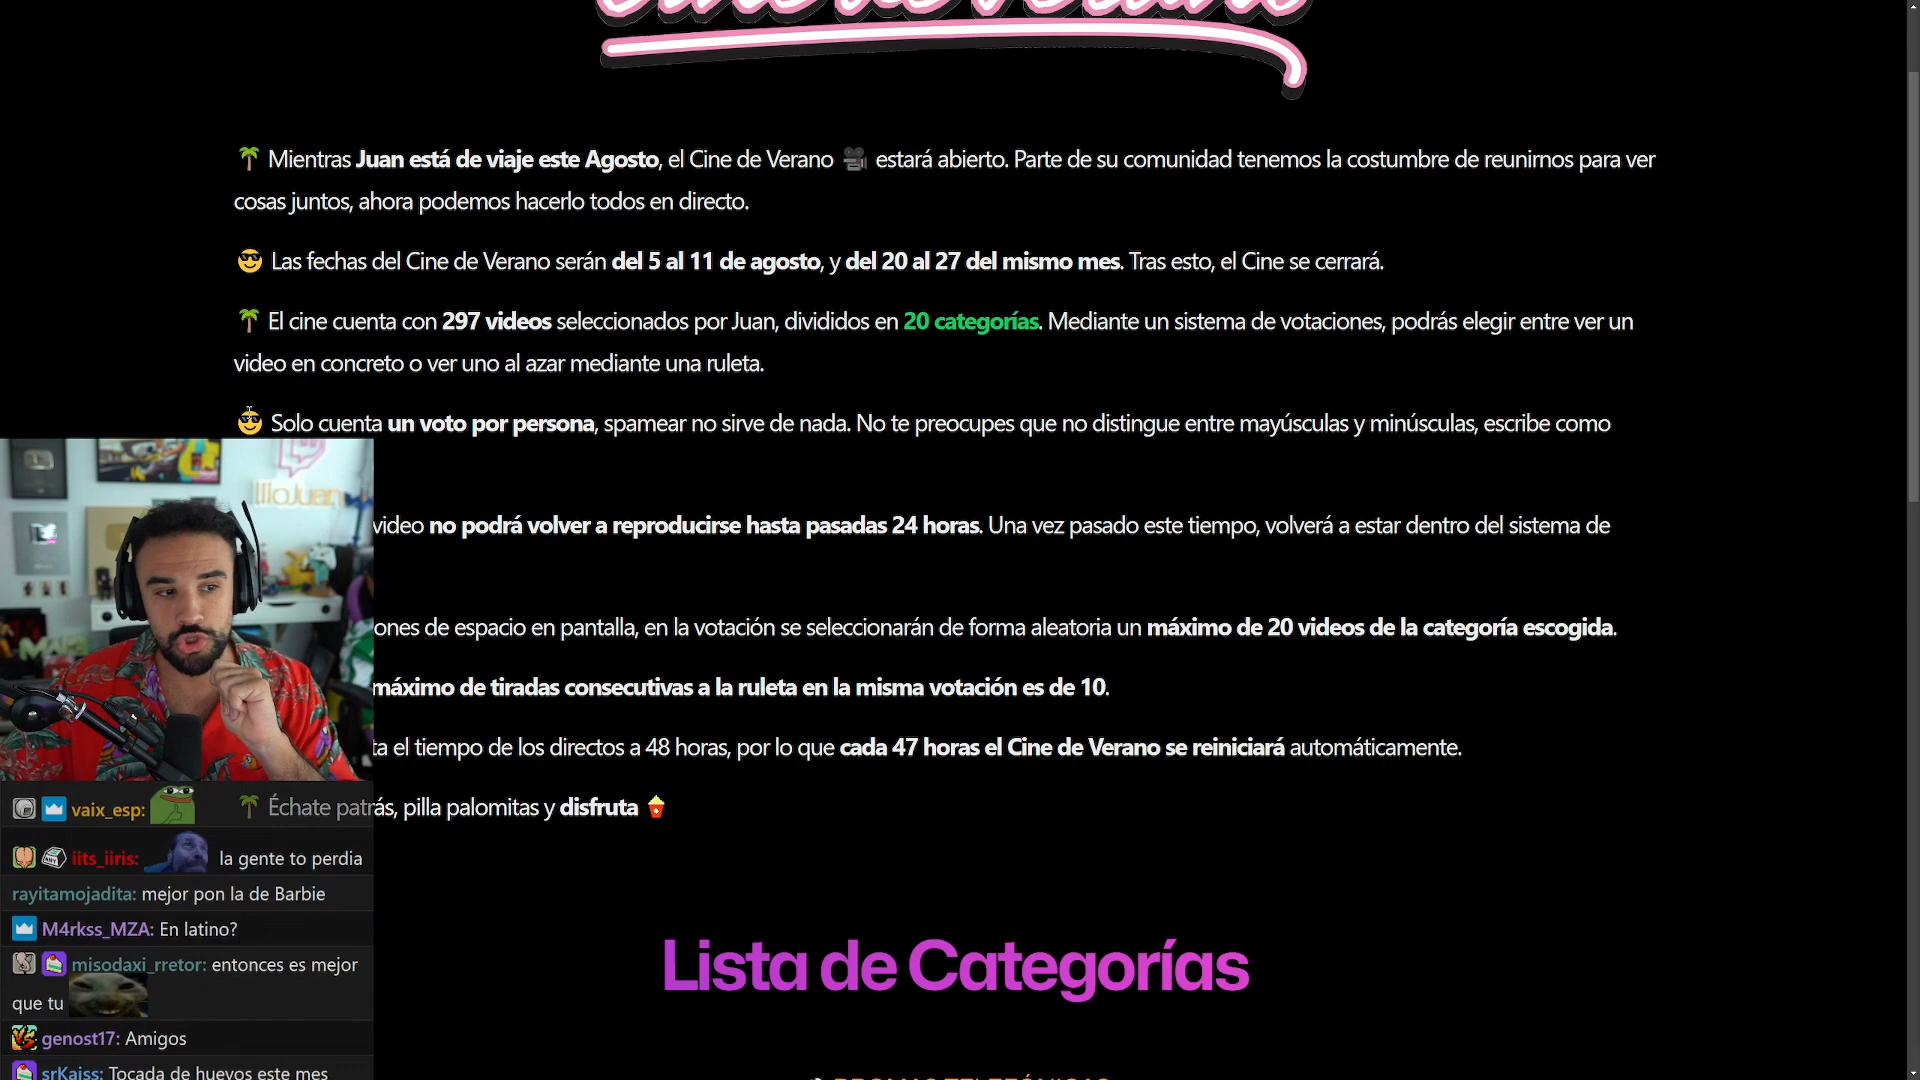 🌴 Mientras Juan está de viaje este Agosto, el Cine de Verano 🎥 estará abierto. Parte de su comunidad tenemos la costumbre de reunirnos para ver
cosas juntos, ahora podemos hacerlo todos en directo.
😎 Las fechas del Cine de Verano serán del 5 al 11 de agosto, y del 20 al 27 del mismo mes. Tras esto, el Cine se cerrará.
🌴 El cine cuenta con 297 videos seleccionados por Juan, divididos en 20 categorías. Mediante un sistema de votaciones, podrás elegir entre ver un
video en concreto o ver uno al azar mediante una ruleta.
😎 Solo cuenta un voto por persona, spamear no sirve de nada. No te preocupes que no distingue entre mayúsculas y minúsculas, escribe como
video no podrá volver a reproducirse hasta pasadas 24 horas. Una vez pasado este tiempo, volverá a estar dentro del sistema de
ones de espacio en pantalla, en la votación se seleccionarán de forma aleatoria un máximo de 20 videos de la categoría escogida.
máximo de tiradas consecutivas a la ruleta en la misma votación es de 10.
ta el tiempo de los directos a 48 horas, por lo que cada 47 horas el Cine de Verano se reiniciará automáticamente.
🌴 Échate patrás, pilla palomitas y disfruta 🍿
IlloJuan
vaix_esp:
iits_iiris: la gente to perdia
rayitamojadita: mejor pon la de Barbie
M4rkss_MZA: En latino?
misodaxi_rretor: entonces es mejor
que tu
genost17: Amigos
srKaiss: Tocada de huevos este mes
Lista de Categorías